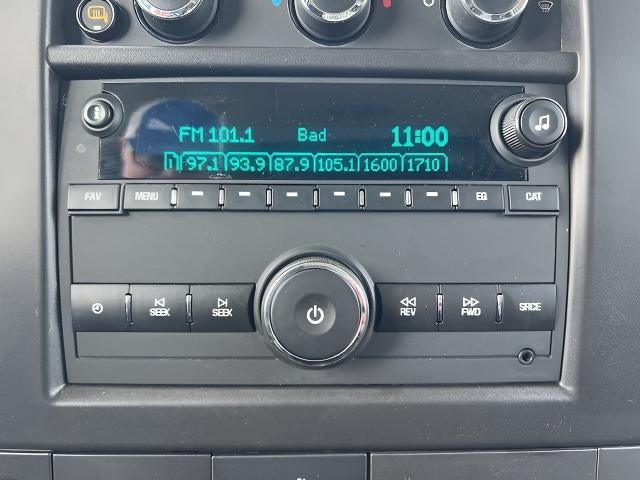 FM 101.1 Bad 11:00
1 97.1 93.9 87.9 105.1 1600 1710
FAV MENU EQ CAT
SEEK SEEK REV FWD SRCE